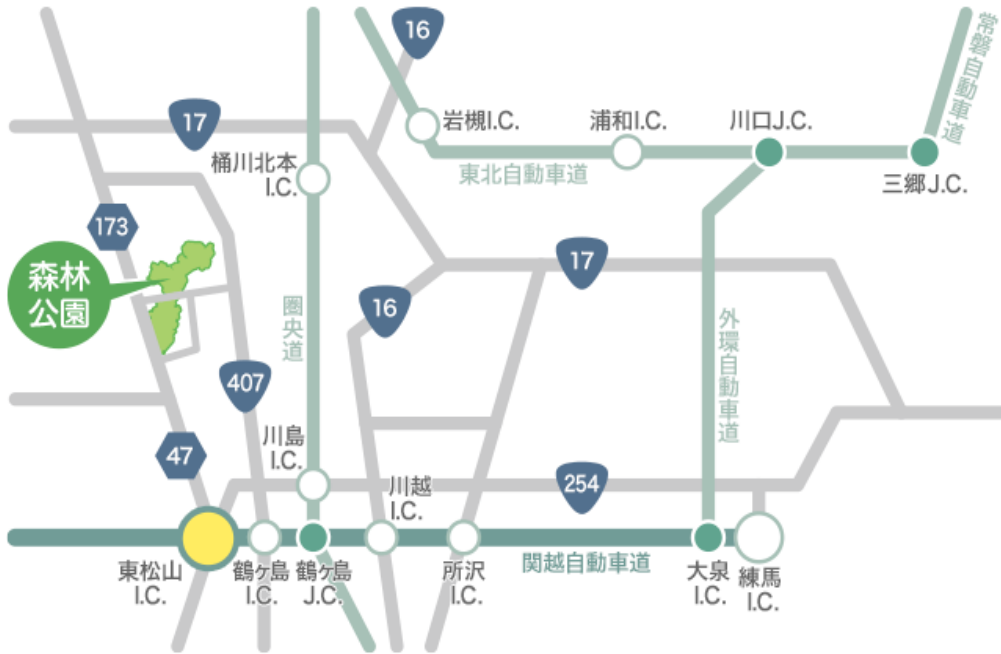 16
常磐自動車道
17
岩槻I.C.
浦和I.C.
川口J.C.
桶川北本
I.C.
東北自動車道
三郷J.C.
173
森林
公園
17
圏央道
16
外環自動車道
407
川島
I.C.
47
川越
I.C.
254
東松山
I.C.
鶴ヶ島
I.C.
鶴ヶ島
J.C.
所沢
I.C.
関越自動車道
大泉
I.C.
練馬
I.C.